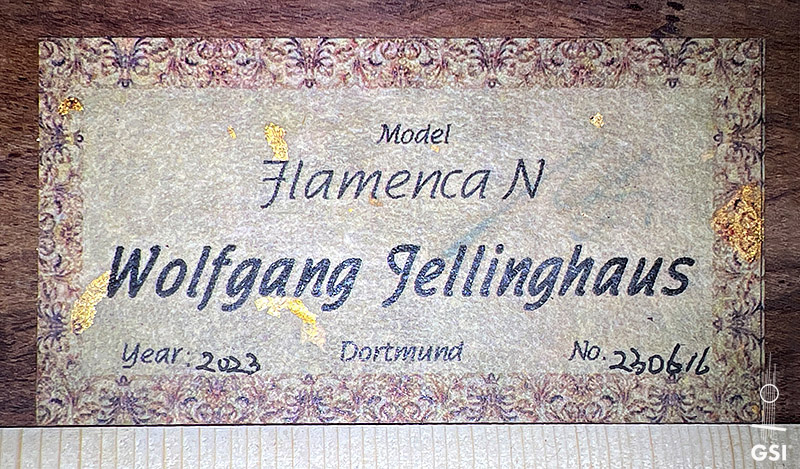 Model
Flamenca N
Wolfgang Jellinghaus
Year: 2023 Dortmund No. 230616
GSI